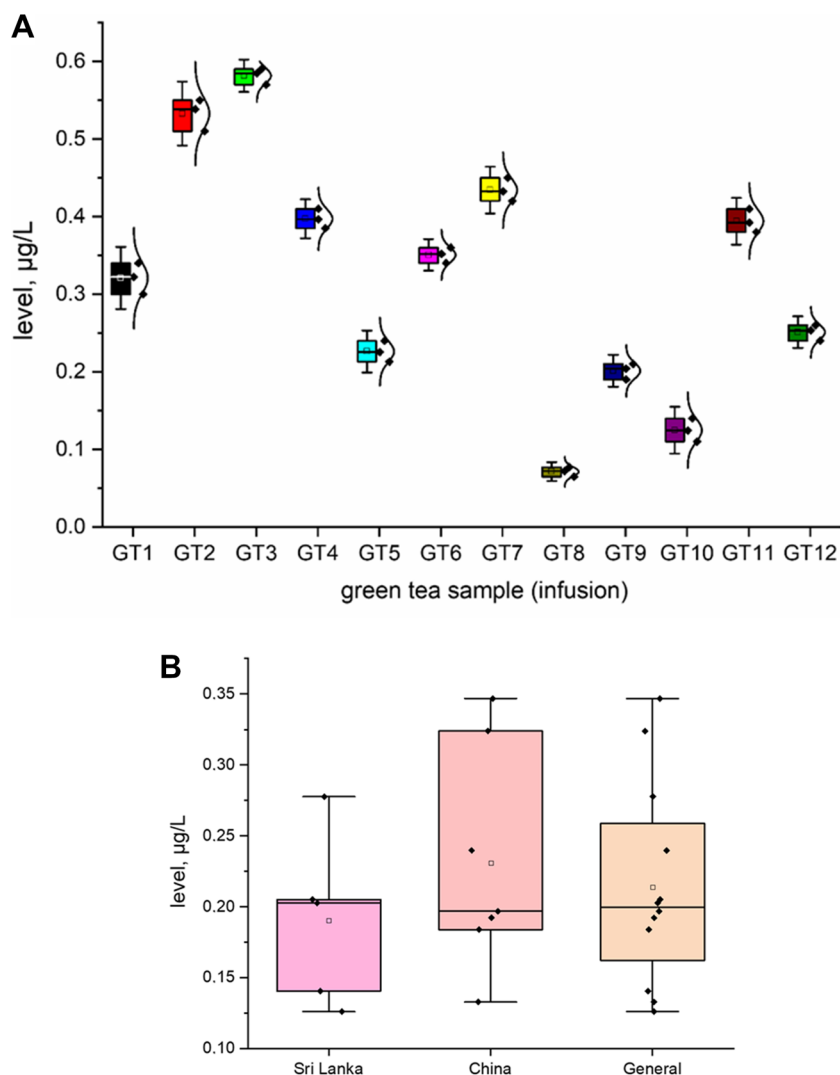 A
level, µg/L
0.6
0.5
0.4
0.3
0.2
0.1
0.0
GT1 GT2 GT3 GT4 GT5 GT6 GT7 GT8 GT9 GT10 GT11 GT12
green tea sample (infusion)
B
level, µg/L
0.35
0.30
0.25
0.20
0.15
0.10
Sri Lanka China General